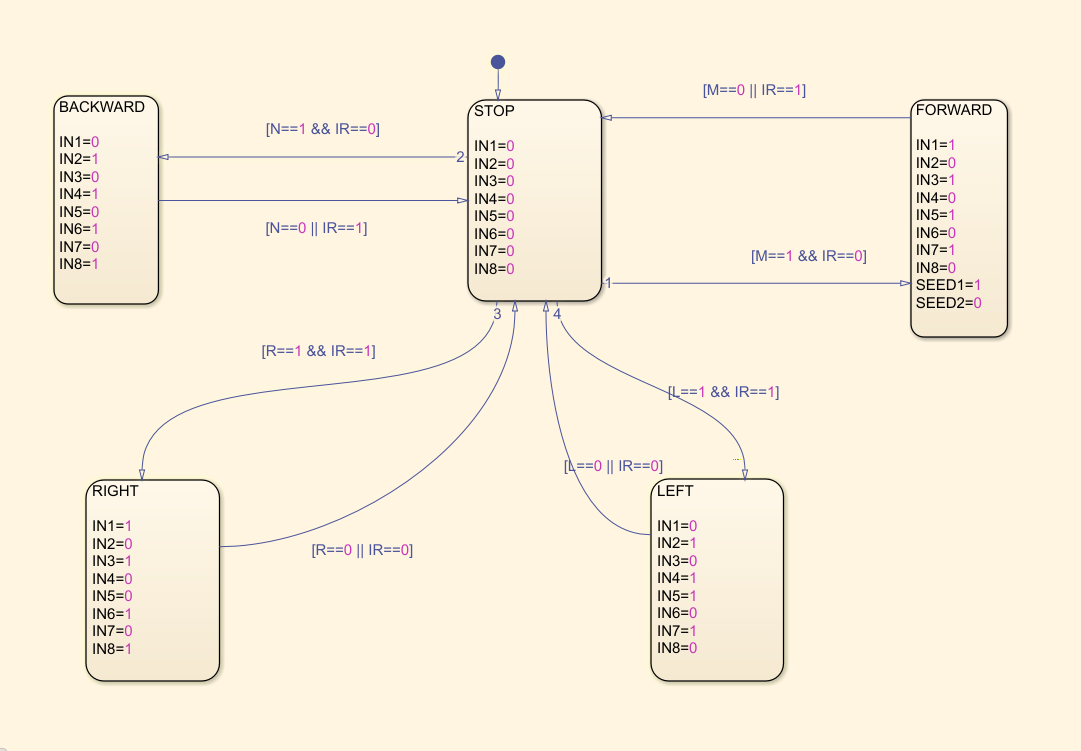 [M==0 || IR==1]
BACKWARD
IN1=0
IN2=1
IN3=0
IN4=1
IN5=0
IN6=1
IN7=0
IN8=1
[N==1 && IR==0]
2
[N==0 || IR==1]
STOP
IN1=0
IN2=0
IN3=0
IN4=0
IN5=0
IN6=0
IN7=0
IN8=0
FORWARD
IN1=1
IN2=0
IN3=1
IN4=0
IN5=1
IN6=0
IN7=1
IN8=0
SEED1=1
SEED2=0
[M==1 && IR==0]
1
3
4
[R==1 && IR==1]
[L==1 && IR==1]
[L==0 || IR==0]
...
RIGHT
IN1=1
IN2=0
IN3=1
IN4=0
IN5=0
IN6=1
IN7=0
IN8=1
[R==0 || IR==0]
LEFT
IN1=0
IN2=1
IN3=0
IN4=1
IN5=1
IN6=0
IN7=1
IN8=0